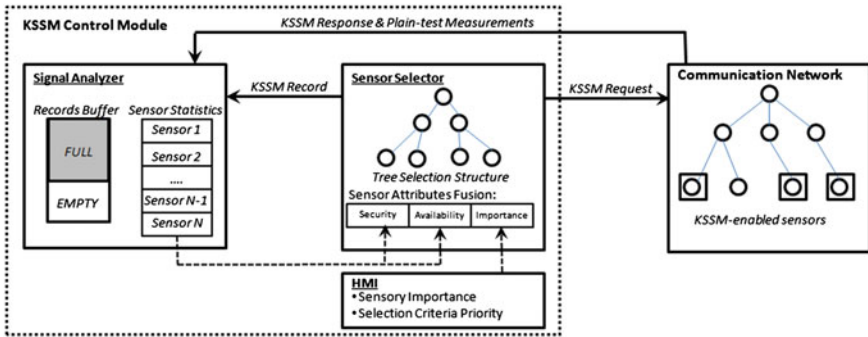 KSSM Control Module
KSSM Response & Plain-test Measurements
Signal Analyzer
Records Buffer
FULL
EMPTY
Sensor Statistics
Sensor 1
Sensor 2
....
Sensor N-1
Sensor N
KSSM Record
Sensor Selector
Tree Selection Structure
Sensor Attributes Fusion:
Security
Availability
Importance
KSSM Request
Communication Network
KSSM-enabled sensors
HMI
•Sensory Importance
•Selection Criteria Priority